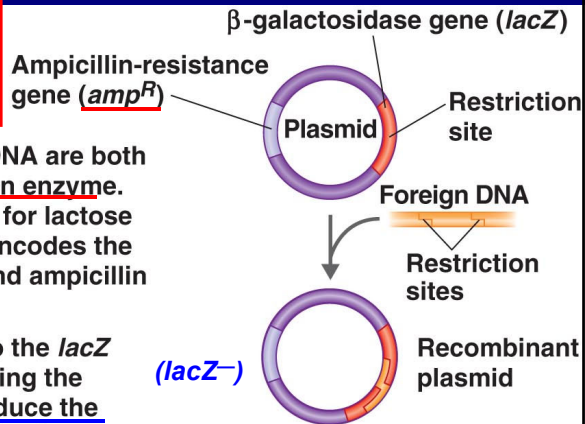 β-galactosidase gene (lacZ)
Ampicillin-resistance
gene (ampR)
Plasmid
Restriction
site
DNA are both
n enzyme.
for lactose
ncodes the
nd ampicillin
Foreign DNA
Restriction
sites
o the lacZ
ing the
duce the
(lacZ—)
Recombinant
plasmid